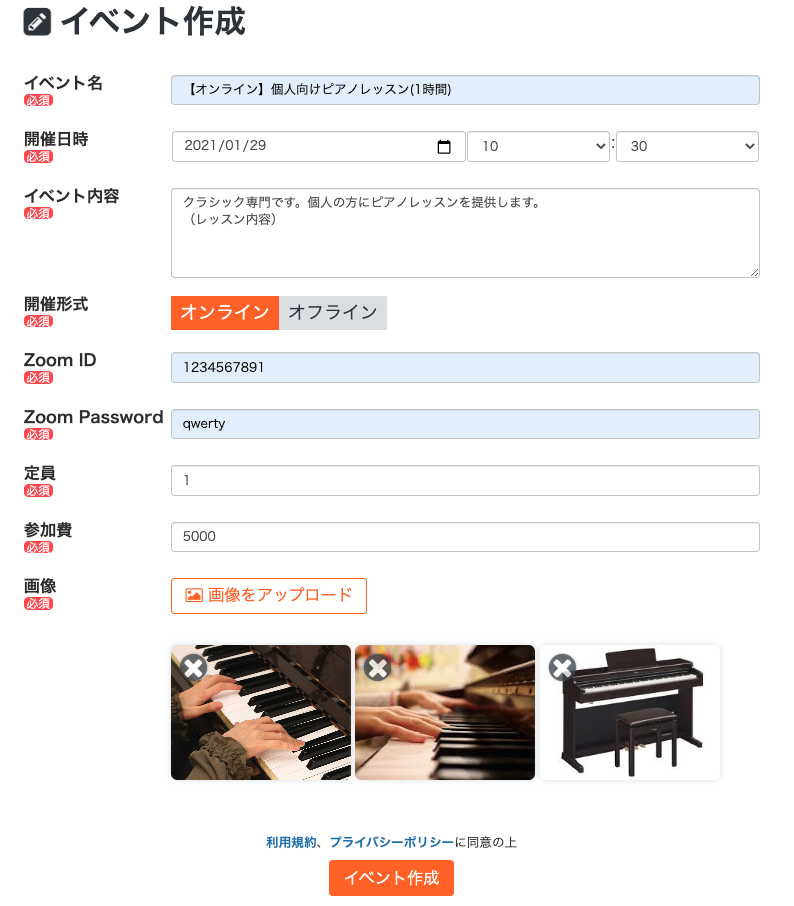 イベント作成
イベント名
必須
【オンライン】個人向けピアノレッスン(1時間)
開催日時
必須
2021/01/29
10
:
30
イベント内容
必須
クラシック専門です。個人の方にピアノレッスンを提供します。
（レッスン内容）
開催形式
必須
オンライン
オフライン
Zoom ID
必須
1234567891
Zoom Password
必須
qwerty
定員
必須
1
参加費
必須
5000
画像
必須
画像をアップロード
利用規約、プライバシーポリシーに同意の上
イベント作成